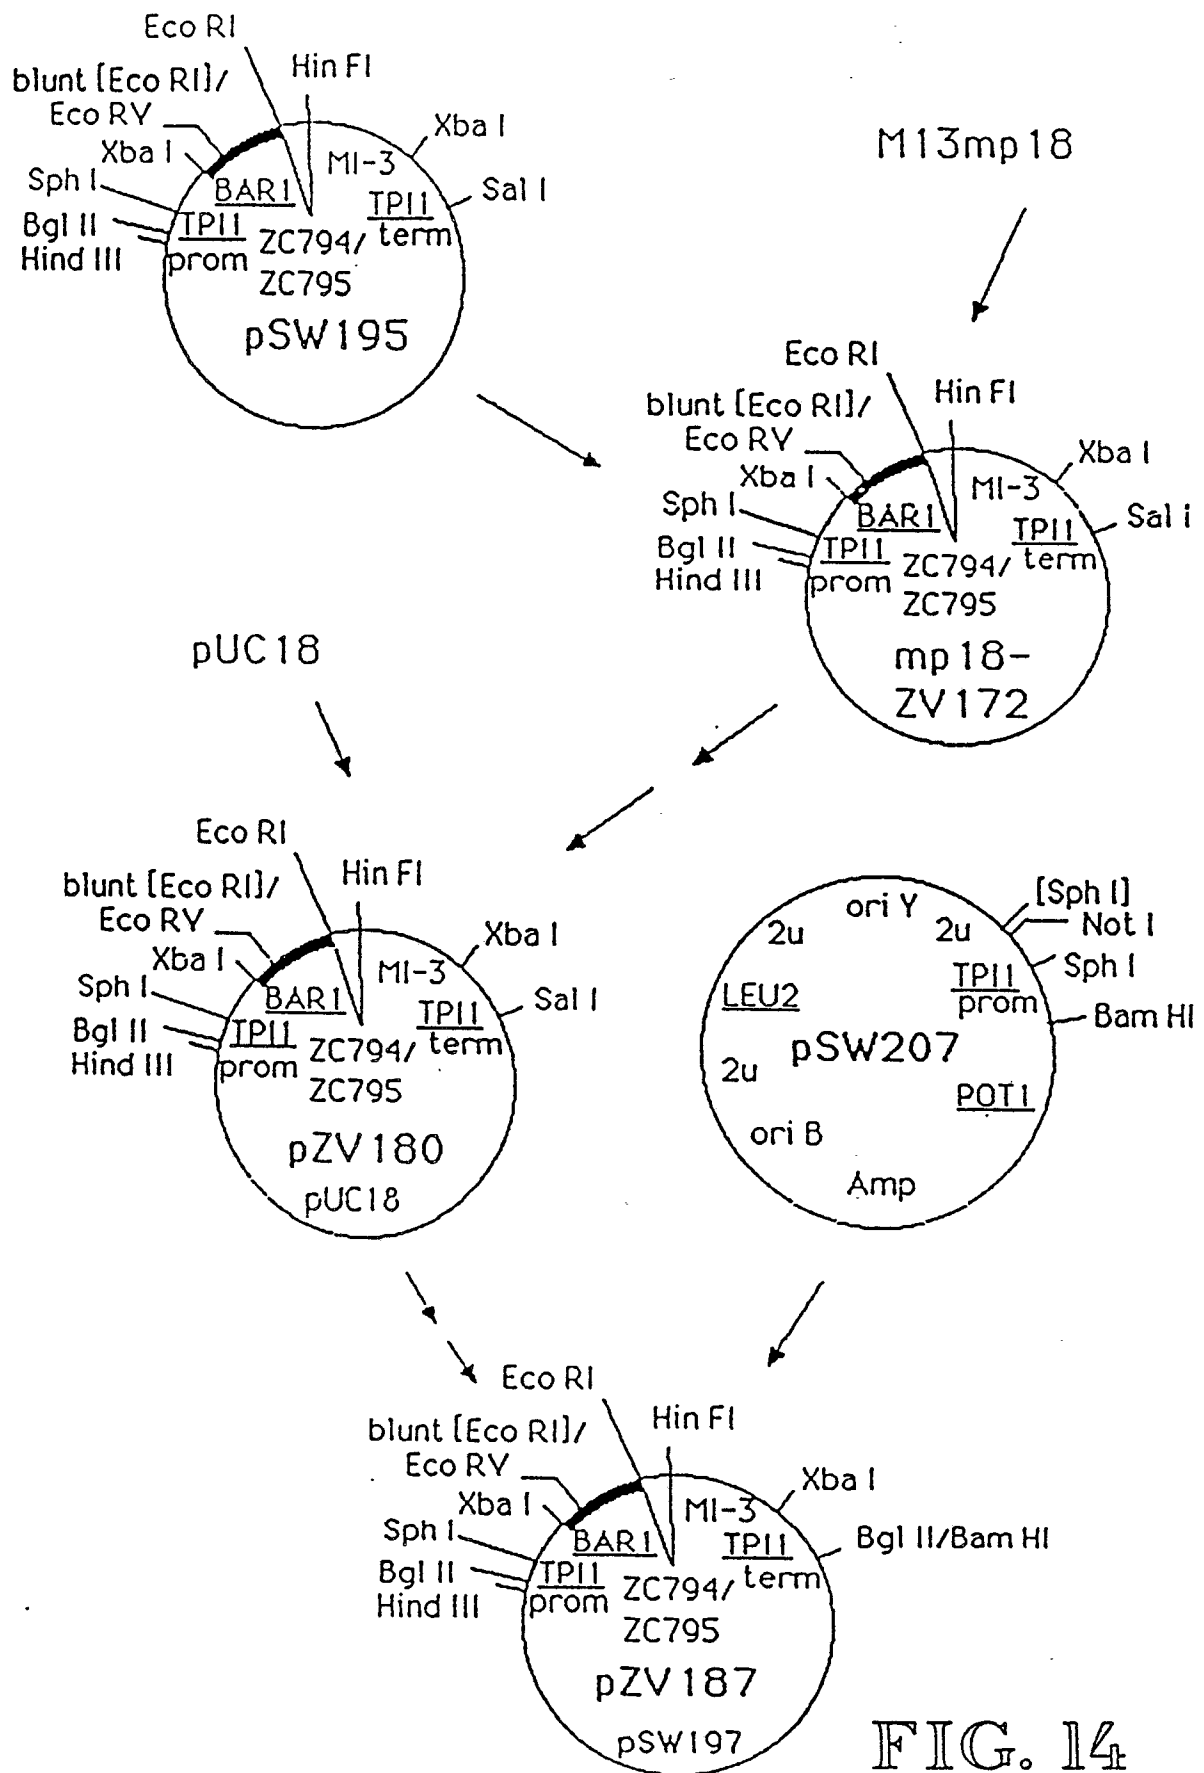 Eco RI
blunt [Eco RI]/
Eco RV
Hin FI
Xba I
Xba I
Sph I
Sal I
Bgl II
Hind III
BAR1
MI-3
TPI1
prom
TPI1
term
ZC794/
ZC795
pSW195
M13mp18
Eco RI
blunt [Eco RI]/
Eco RV
Hin FI
Xba I
Xba I
Sph I
Sal I
Bgl II
Hind III
BAR1
MI-3
TPI1
prom
TPI1
term
ZC794/
ZC795
mp18-
ZV172
pUC18
Eco RI
blunt [Eco RI]/
Eco RV
Hin FI
Xba I
Xba I
Sph I
Sal I
Bgl II
Hind III
BAR1
MI-3
TPI1
prom
TPI1
term
ZC794/
ZC795
pZV180
pUC18
ori Y
2u
2u
[Sph I]
Not I
Sph I
TPI1
prom
Bam HI
LEU2
pSW207
2u
POT1
ori B
Amp
Eco RI
blunt [Eco RI]/
Eco RV
Hin FI
Xba I
Xba I
Sph I
Bgl II/Bam HI
Bgl II
Hind III
BAR1
MI-3
TPI1
prom
TPI1
term
ZC794/
ZC795
pZV187
pSW197
FIG. 14